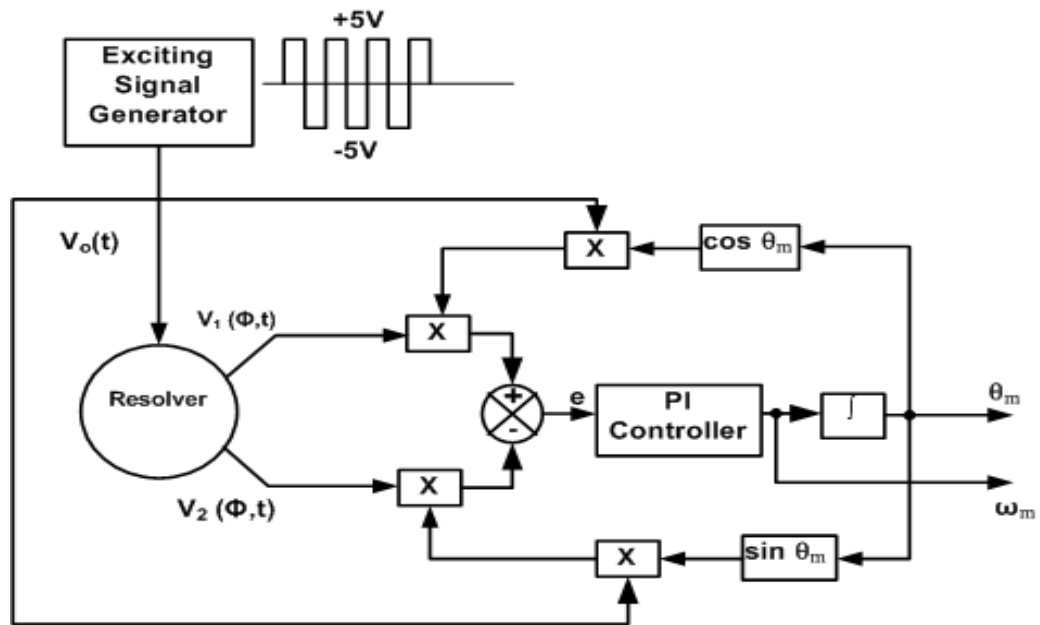 +5V
Exciting
Signal
Generator
-5V
Vₒ(t)
X
cos θₘ
V₁ (Φ,t)
X
Resolver
+
-
e
PI
Controller
∫
θₘ
X
V₂ (Φ,t)
ωₘ
X
sin θₘ